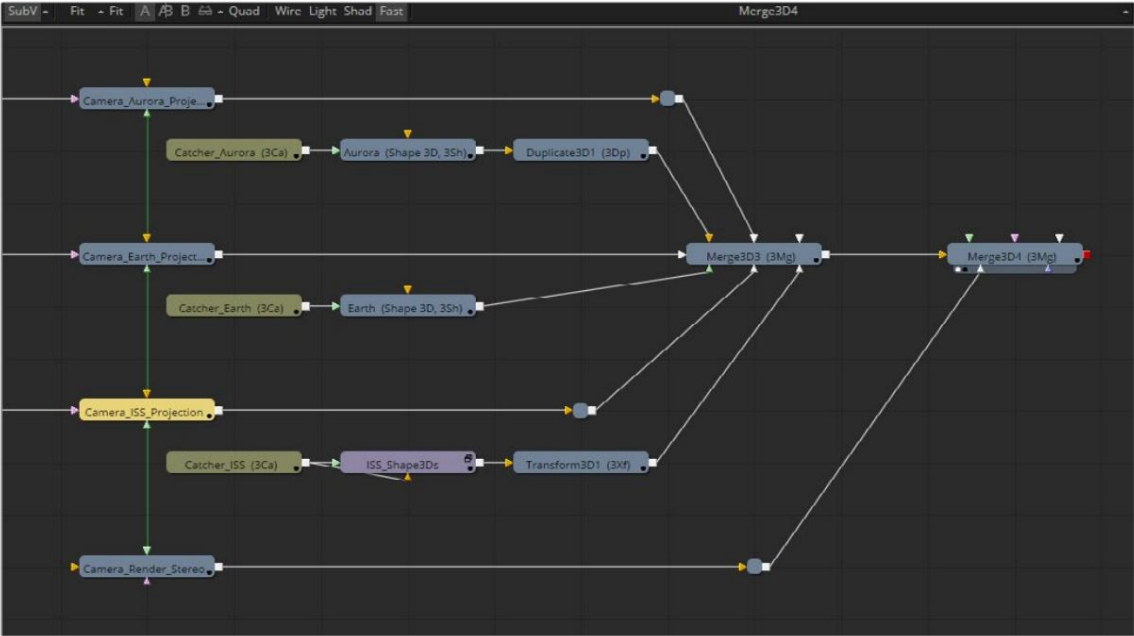 SubV Fit Fit A A/B B Quad Wire Light Shad Fast Merge3D4
Camera_Aurora_Proje...
Catcher_Aurora (3Ca) Aurora (Shape 3D, 3Sh) Duplicate3D1 (3Dp)
Camera_Earth_Project... Merge3D3 (3Mg) Merge3D4 (3Mg)
Catcher_Earth (3Ca) Earth (Shape 3D, 3Sh)
Camera_ISS_Projection
Catcher_ISS (3Ca) ISS_Shape3Ds Transform3D1 (3Xf)
Camera_Render_Stereo